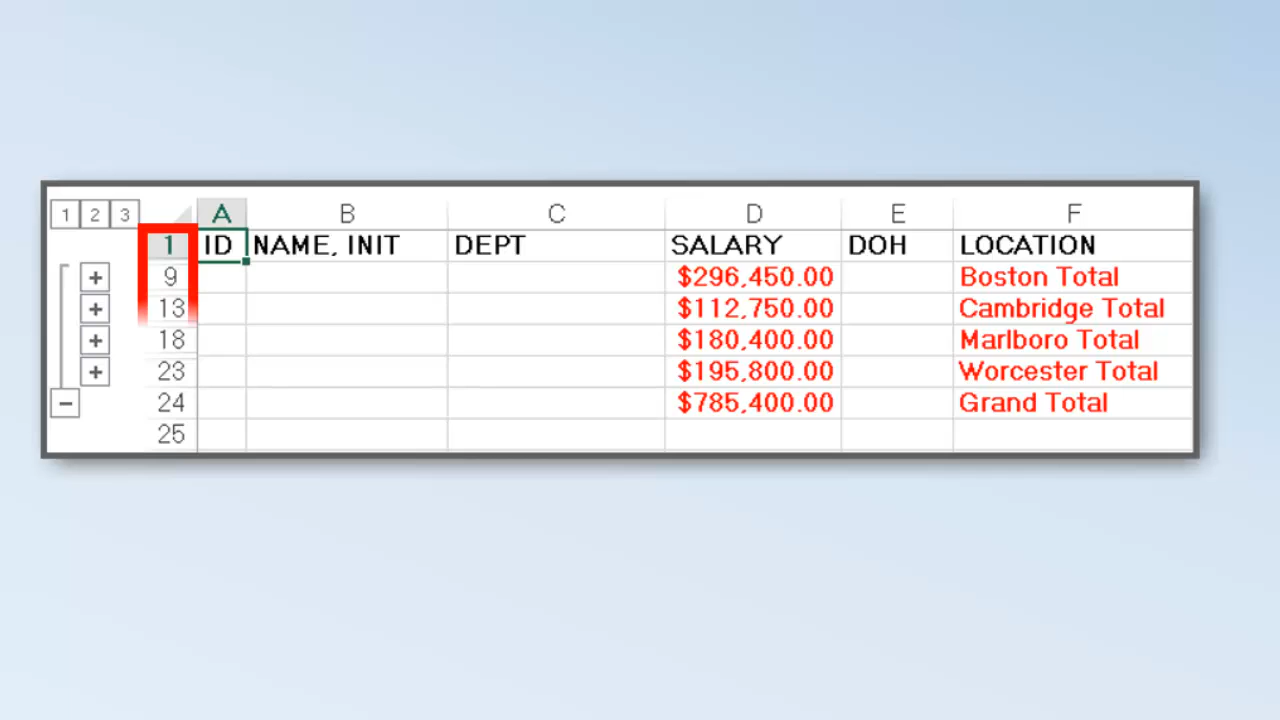 1 2 3 A B C D E F
1 ID NAME, INIT DEPT SALARY DOH LOCATION
+ 9 $296,450.00 Boston Total
+ 13 $112,750.00 Cambridge Total
+ 18 $180,400.00 Marlboro Total
+ 23 $195,800.00 Worcester Total
− 24 $785,400.00 Grand Total
25